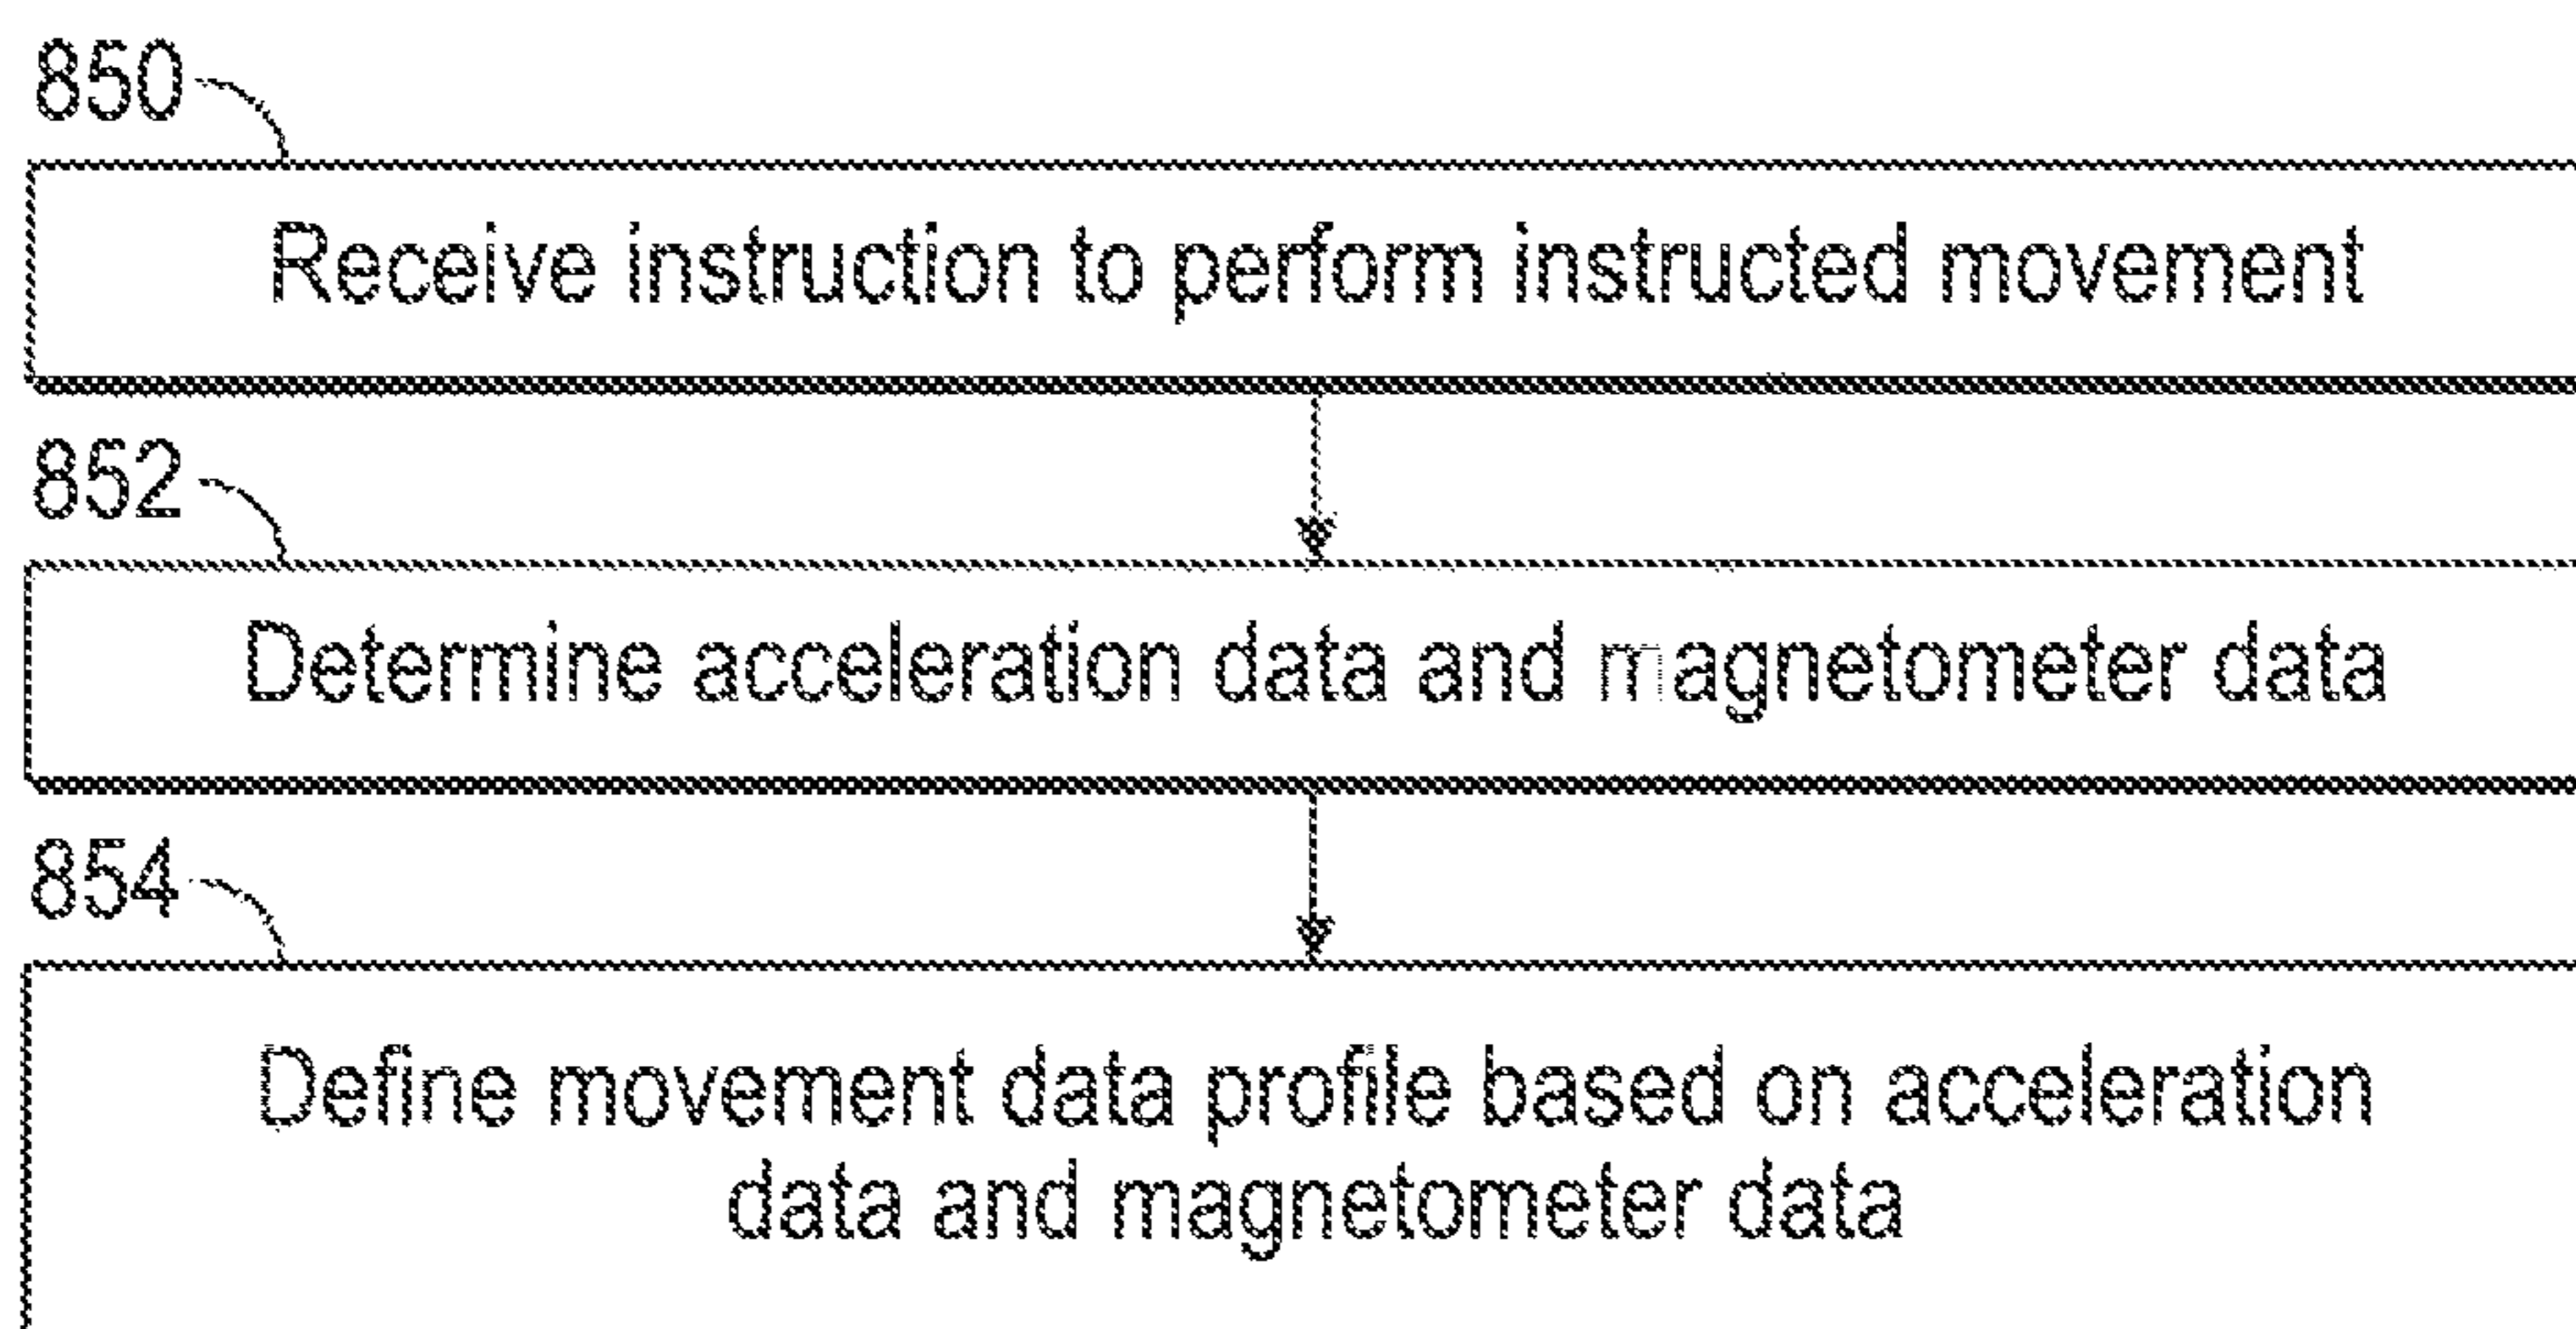 850
Receive instruction to perform instructed movement
852
Determine acceleration data and magnetometer data
854
Define movement data profile based on acceleration
data and magnetometer data